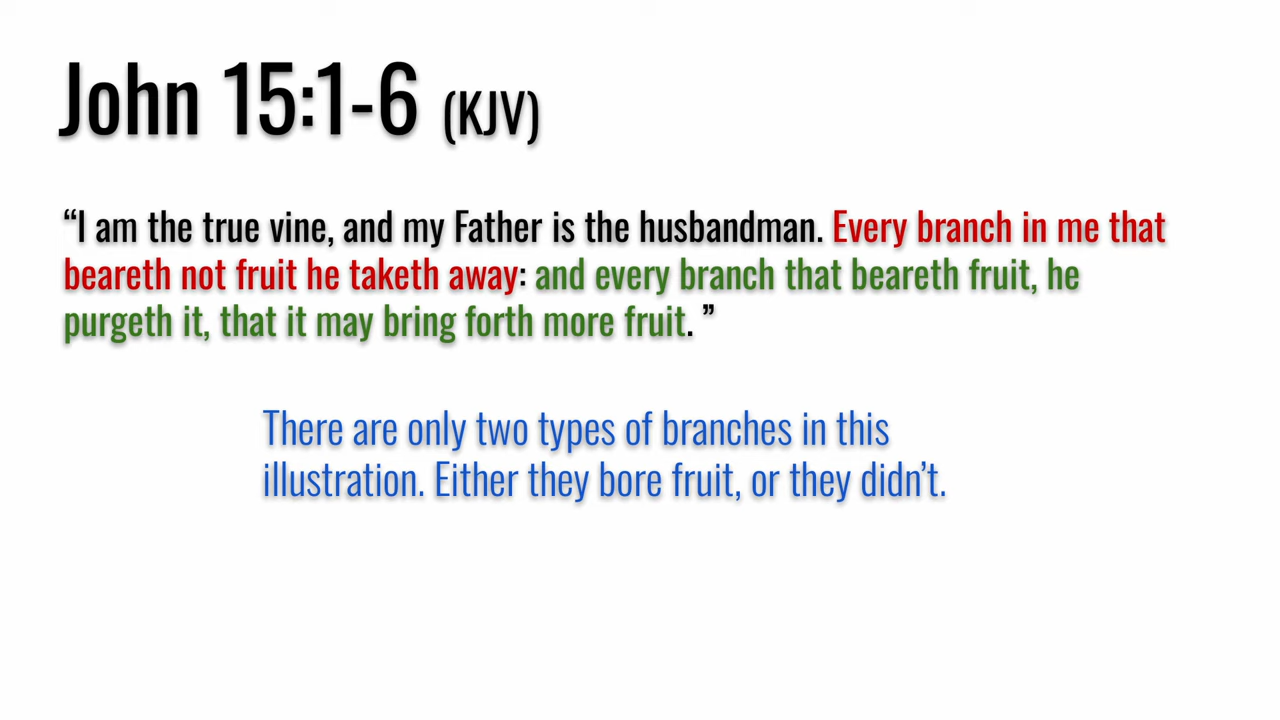 John 15:1-6 (KJV)
“I am the true vine, and my Father is the husbandman. Every branch in me that
beareth not fruit he taketh away: and every branch that beareth fruit, he
purgeth it, that it may bring forth more fruit. ”
There are only two types of branches in this
illustration. Either they bore fruit, or they didn’t.